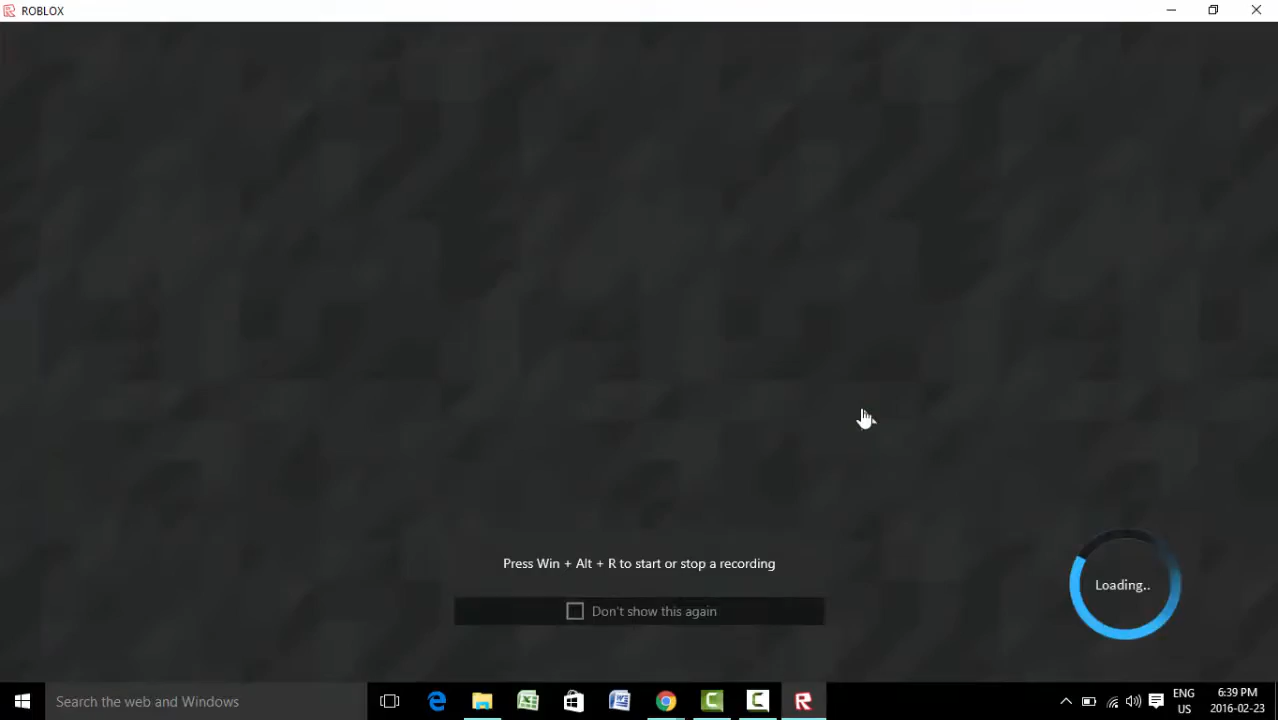 ROBLOX
Press Win + Alt + R to start or stop a recording
Loading..
Don't show this again
Search the web and Windows
ENG
US
6:39 PM
2016-02-23